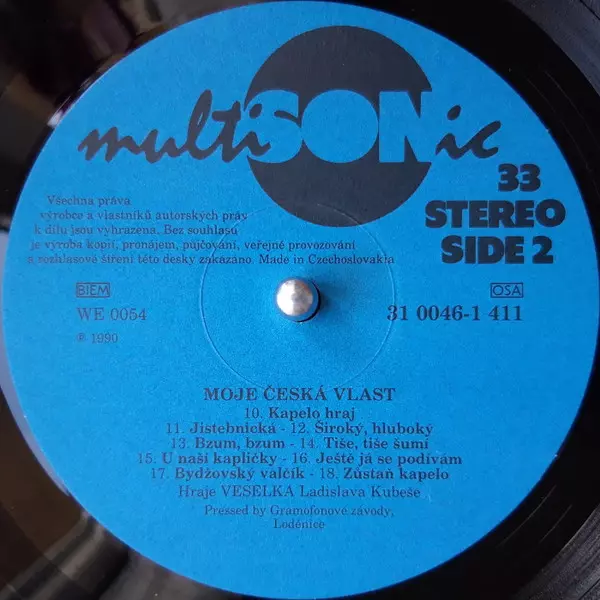 multiSONic
33
STEREO
SIDE 2
Všechna práva
výrobce a vlastníků autorských práv
k dílu jsou vyhrazena. Bez souhlasu
je výroba kopií, pronájem, půjčování, veřejné provozování
a rozhlasové šíření této desky zakázáno. Made in Czechoslovakia
BIEM
OSA
WE 0054
31 0046-1 411
℗ 1990
MOJE ČESKÁ VLAST
10. Kapelo hraj
11. Jistebnická - 12. Široký, hluboký
13. Bzum, bzum - 14. Tiše, tiše šumí
15. U naší kapličky - 16. Ještě já se podívám
17. Bydžovský valčík - 18. Zůstaň kapelo
Hraje VESELKA Ladislava Kubeše
Pressed by Gramofonové závody,
Loděnice